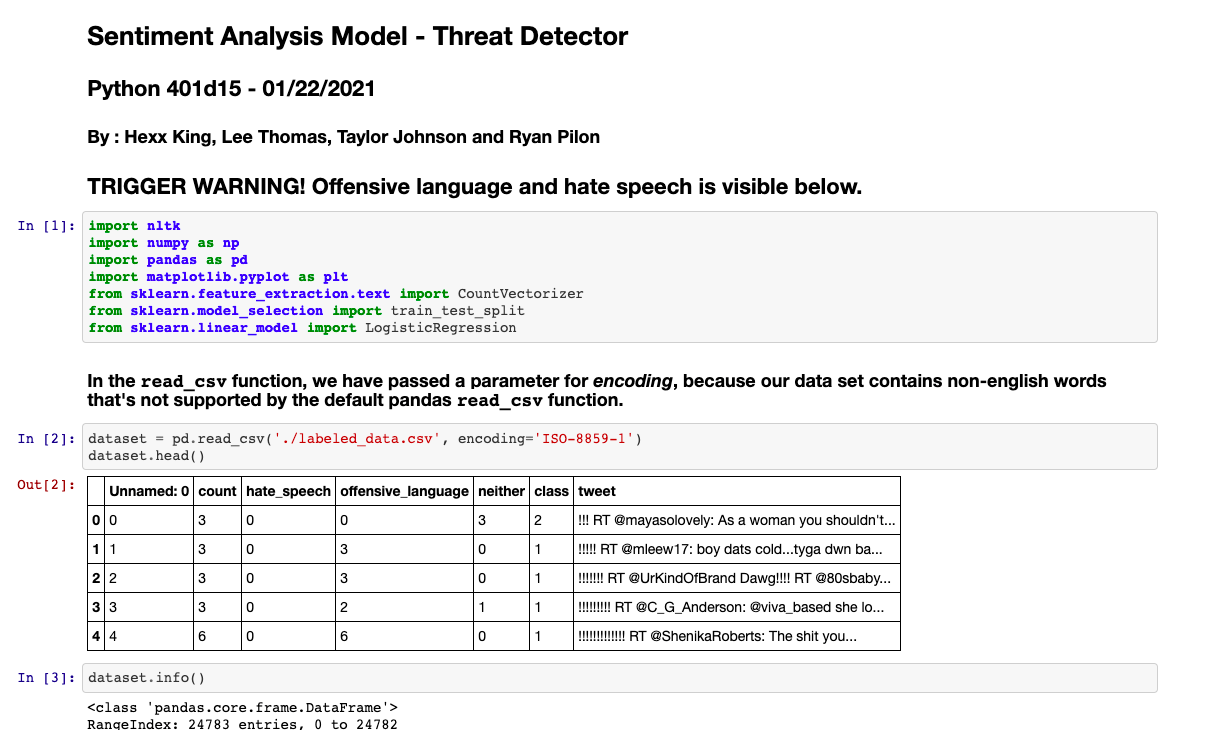 Sentiment Analysis Model - Threat Detector
Python 401d15 - 01/22/2021
By : Hexx King, Lee Thomas, Taylor Johnson and Ryan Pilon
TRIGGER WARNING! Offensive language and hate speech is visible below.
In [1]: import nltk
import numpy as np
import pandas as pd
import matplotlib.pyplot as plt
from sklearn.feature_extraction.text import CountVectorizer
from sklearn.model_selection import train_test_split
from sklearn.linear_model import LogisticRegression
In the read_csv function, we have passed a parameter for encoding, because our data set contains non-english words
that's not supported by the default pandas read_csv function.
In [2]: dataset = pd.read_csv('./labeled_data.csv', encoding='ISO-8859-1')
dataset.head()
Out[2]: Unnamed: 0 count hate_speech offensive_language neither class tweet
0 0 3 0 0 3 2 !!! RT @mayasolovely: As a woman you shouldn't...
1 1 3 0 3 0 1 !!!!! RT @mleew17: boy dats cold...tyga dwn ba...
2 2 3 0 3 0 1 !!!!!!! RT @UrKindOfBrand Dawg!!!! RT @80sbaby...
3 3 3 0 2 1 1 !!!!!!!!! RT @C_G_Anderson: @viva_based she lo...
4 4 6 0 6 0 1 !!!!!!!!!!!!! RT @ShenikaRoberts: The shit you...
In [3]: dataset.info()
<class 'pandas.core.frame.DataFrame'>
RangeIndex: 24783 entries, 0 to 24782